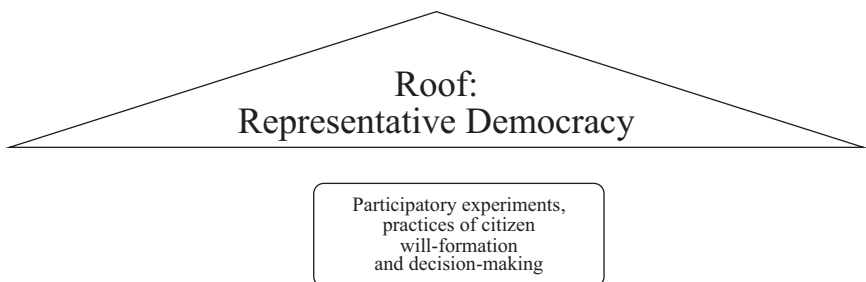 Roof:
Representative Democracy
Participatory experiments,
practices of citizen
will-formation
and decision-making